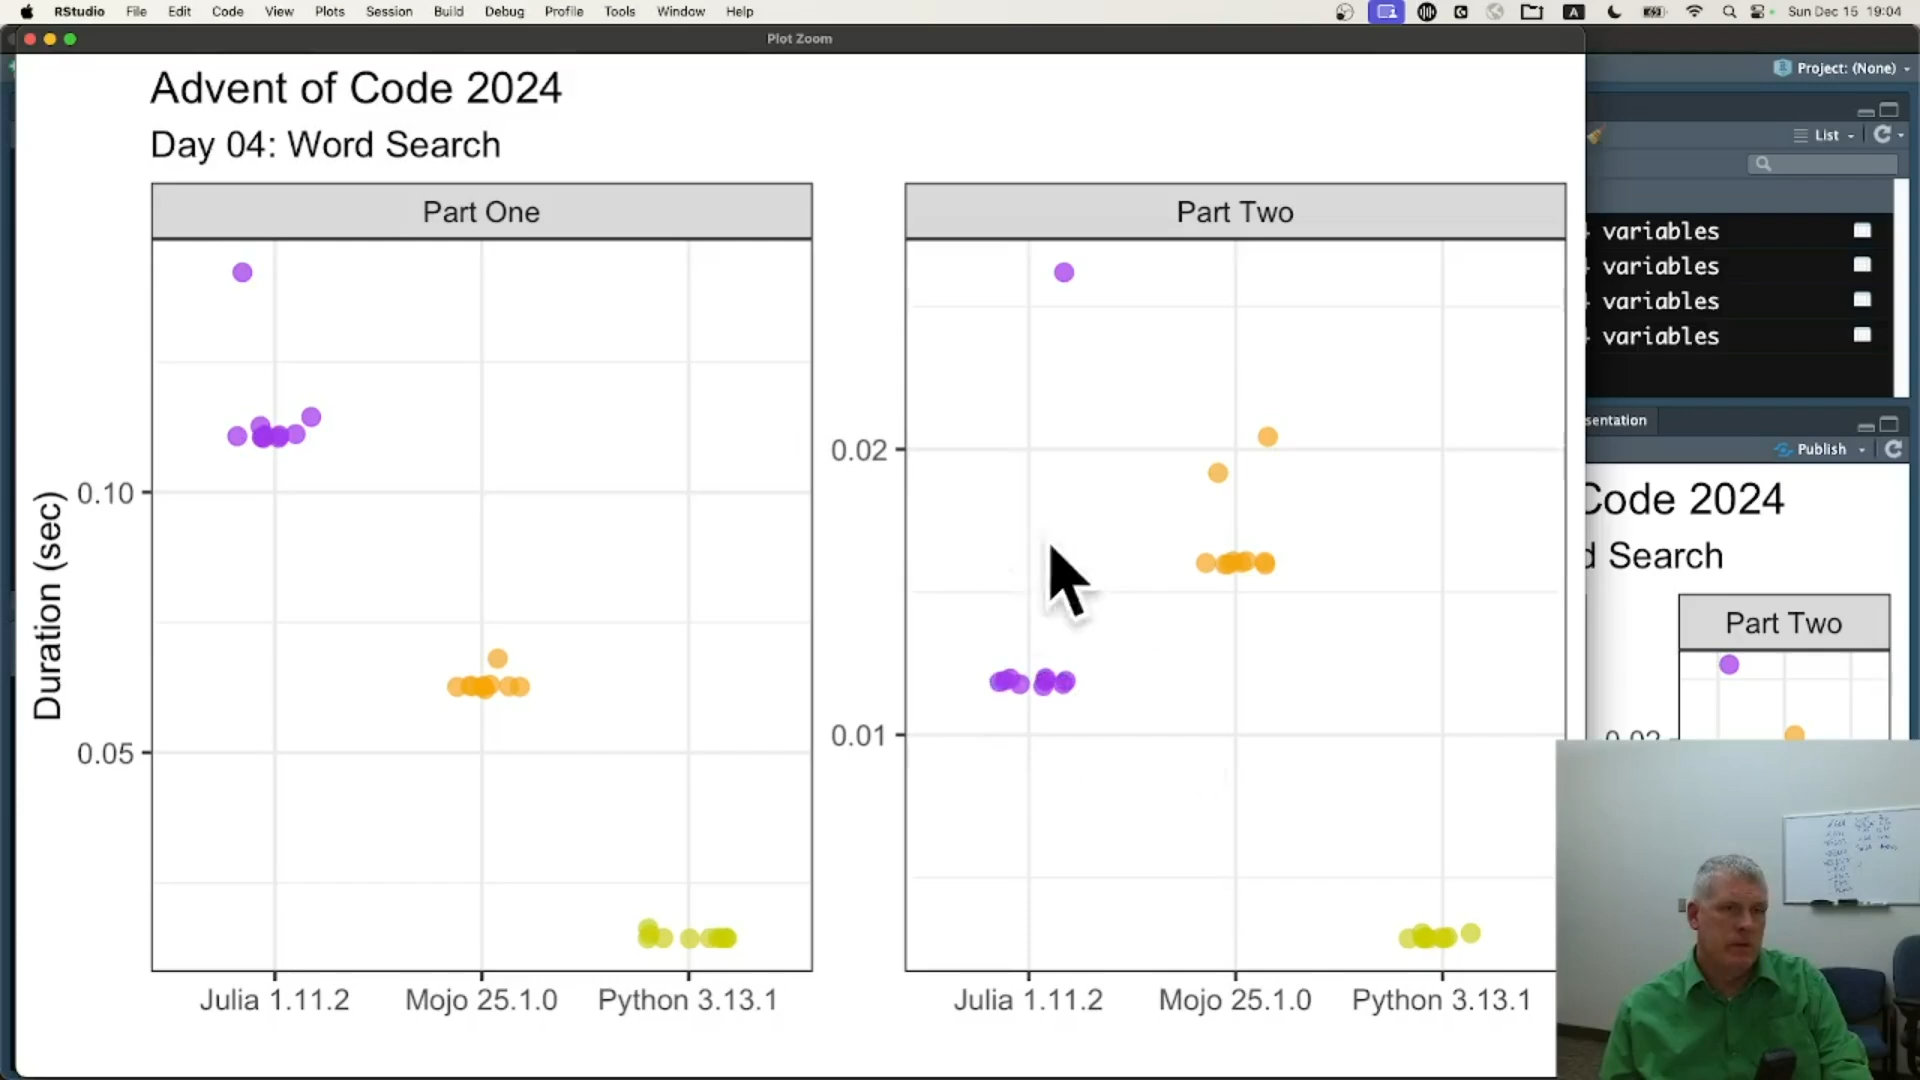 RStudio File Edit Code View Plots Session Build Debug Profile Tools Window Help
A
Sun Dec 15 19:04
Plot Zoom
Project: (None)
List
variables
variables
variables
variables
sentation
Publish
Advent of Code 2024
Day 04: Word Search
Part One
Part Two
Duration (sec)
0.10
0.05
0.02
0.01
Julia 1.11.2 Mojo 25.1.0 Python 3.13.1
Julia 1.11.2 Mojo 25.1.0 Python 3.13.1
Code 2024
d Search
Part Two